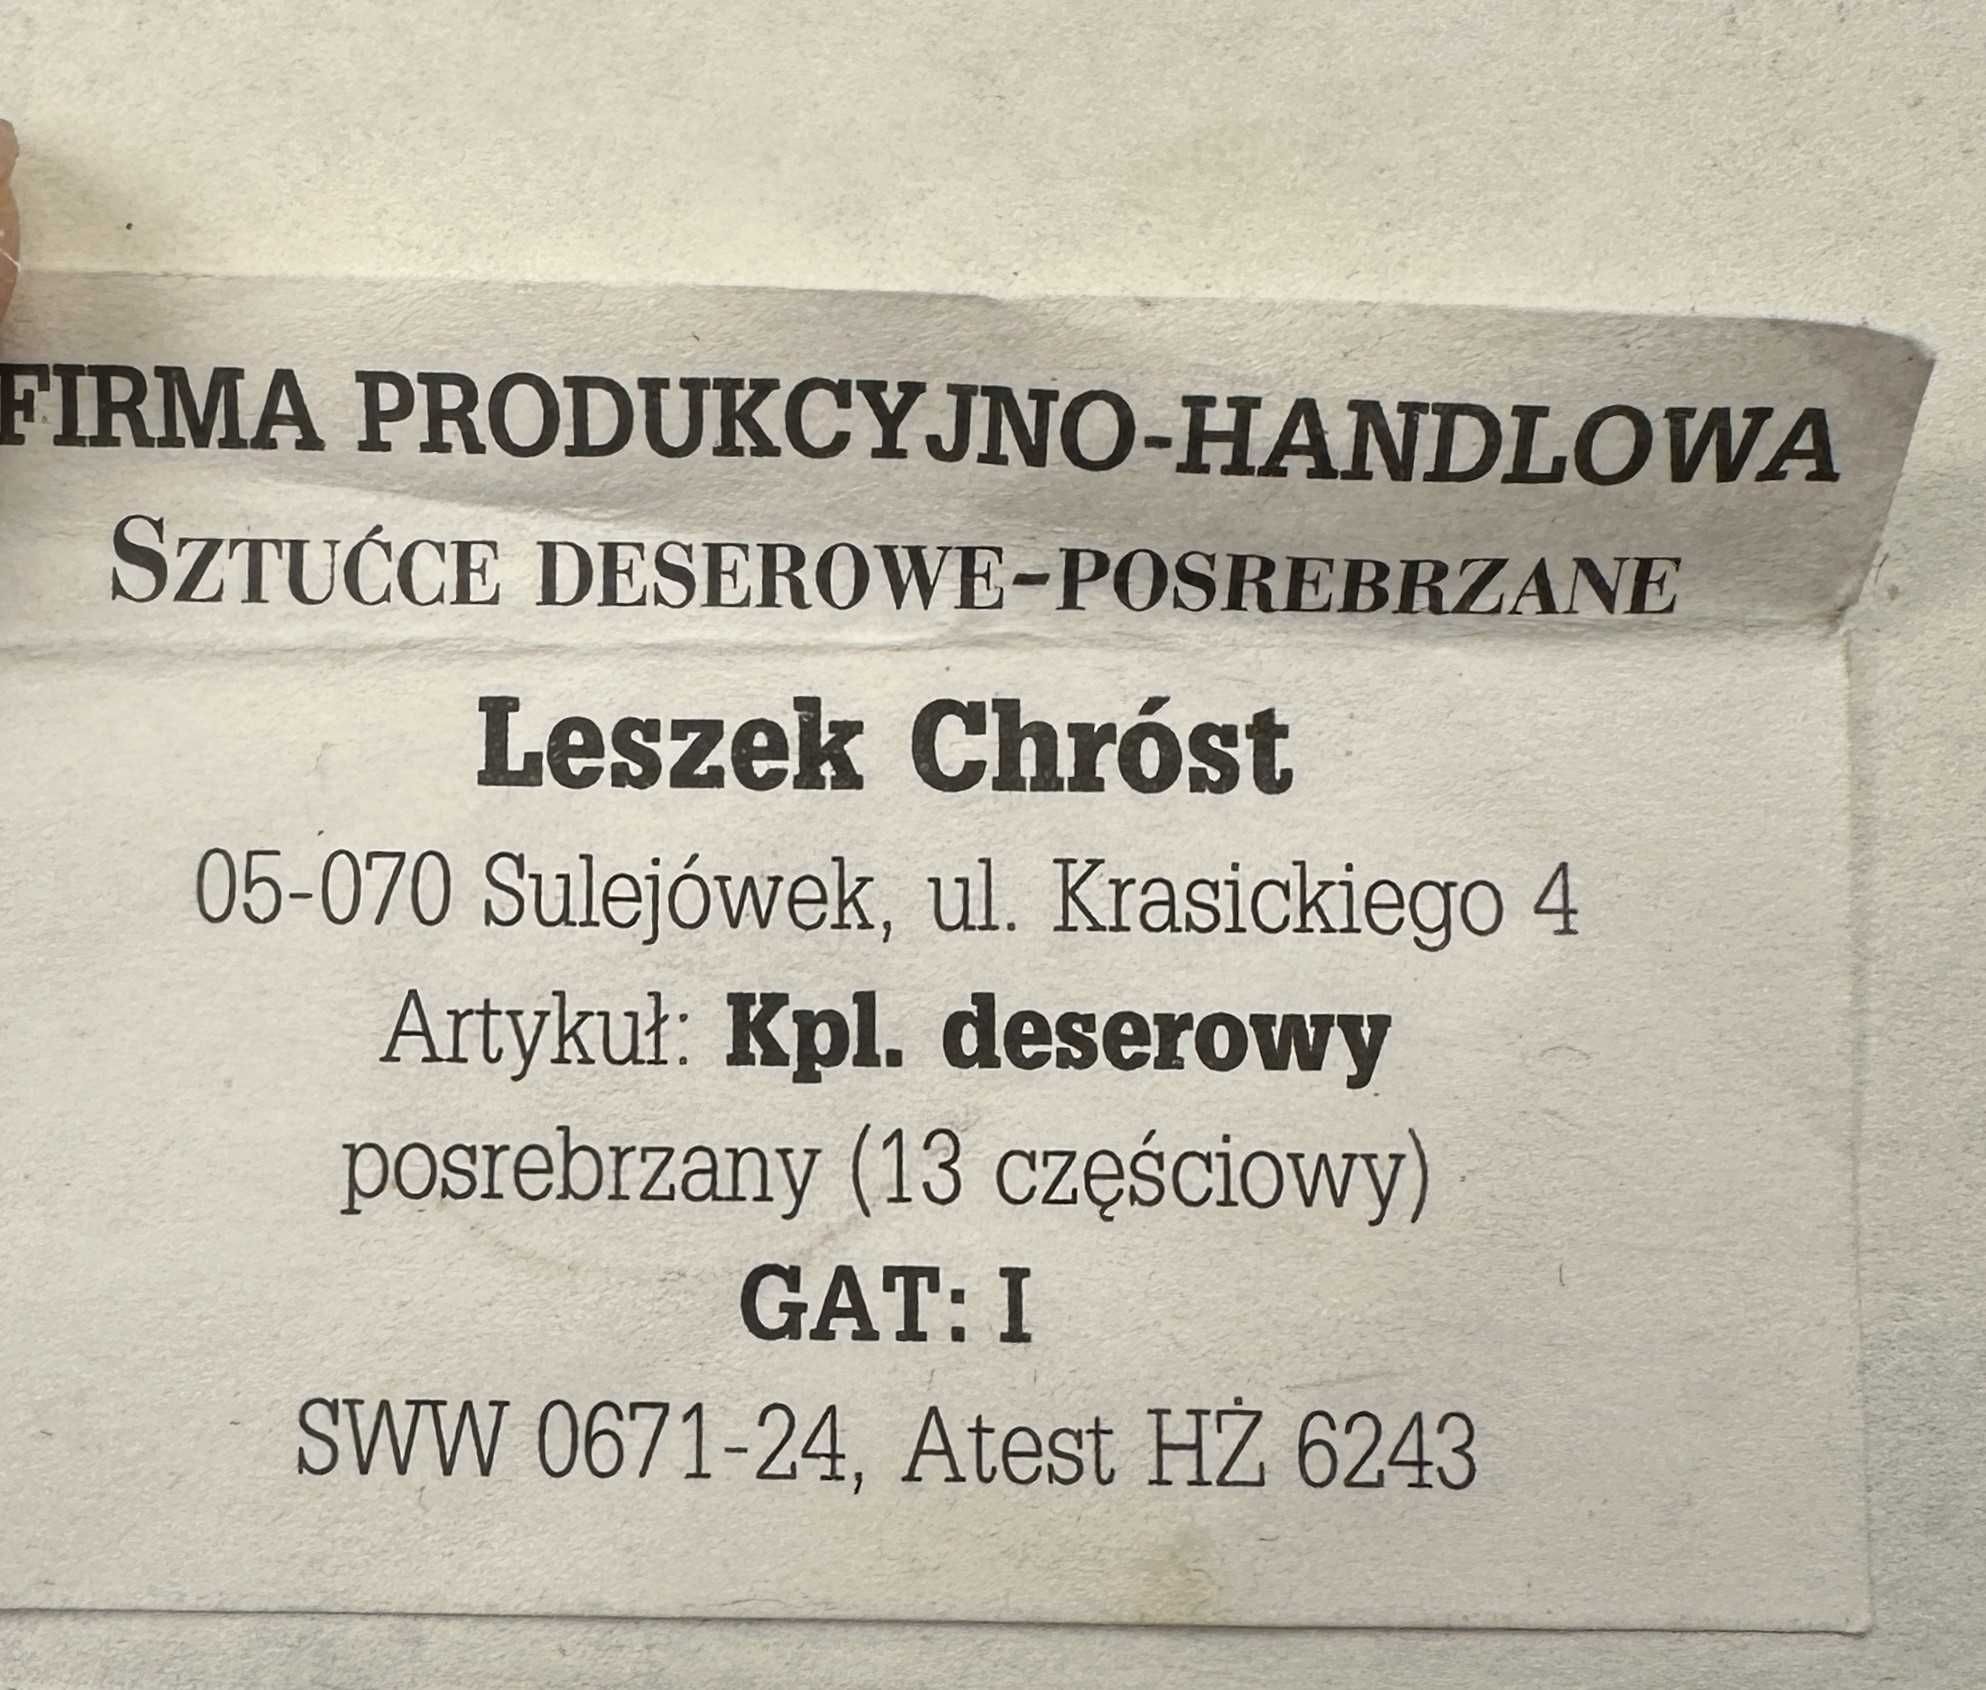 FIRMA PRODUKCYJNO-HANDLOWA
SZTUĆCE DESEROWE-POSREBRZANE
Leszek Chróst
05-070 Sulejówek, ul. Krasickiego 4
Artykuł: Kpl. deserowy
posrebrzany (13 częściowy)
GAT: I
SWW 0671-24, Atest HŻ 6243